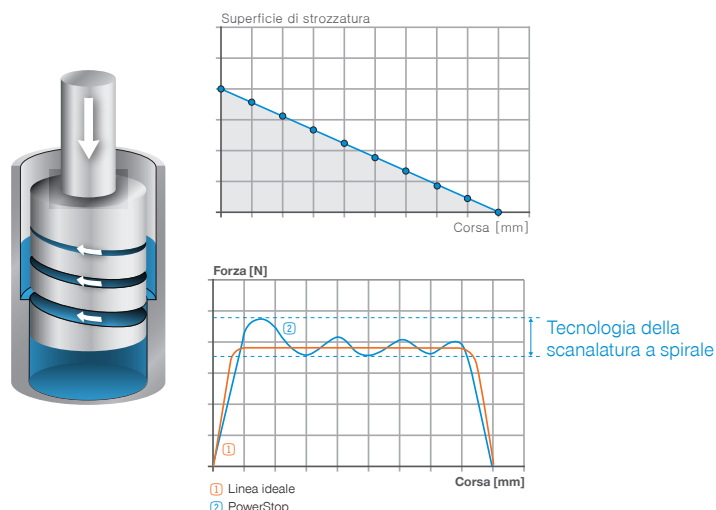 Superficie di strozzatura
Corsa [mm]
Forza [N]
2
Tecnologia della
scanalatura a spirale
1
Corsa [mm]
1 Linea ideale
2 PowerStop